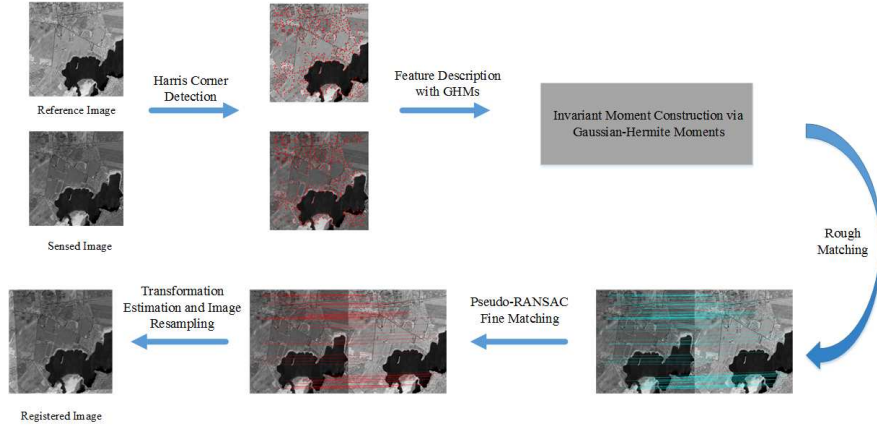 Reference Image
Harris Corner
Detection
Feature Description
with GHMs
Invariant Moment Construction via
Gaussian-Hermite Moments
Sensed Image
Rough
Matching
Pseudo-RANSAC
Fine Matching
Transformation
Estimation and Image
Resampling
Registered Image